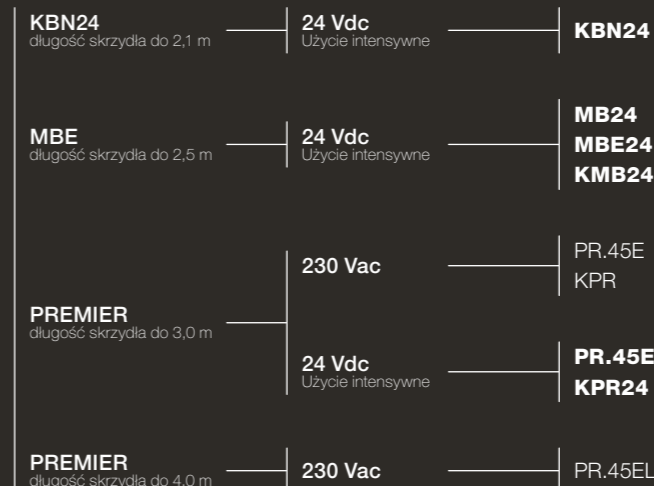 KBN24
długość skrzydła do 2,1 m
24 Vdc
Użycie intensywne
KBN24
MBE
długość skrzydła do 2,5 m
24 Vdc
Użycie intensywne
MB24
MBE24
KMB24
PREMIER
długość skrzydła do 3,0 m
230 Vac
PR.45E
KPR
24 Vdc
Użycie intensywne
PR.45E
KPR24
PREMIER
długość skrzydła do 4,0 m
230 Vac
PR.45EL